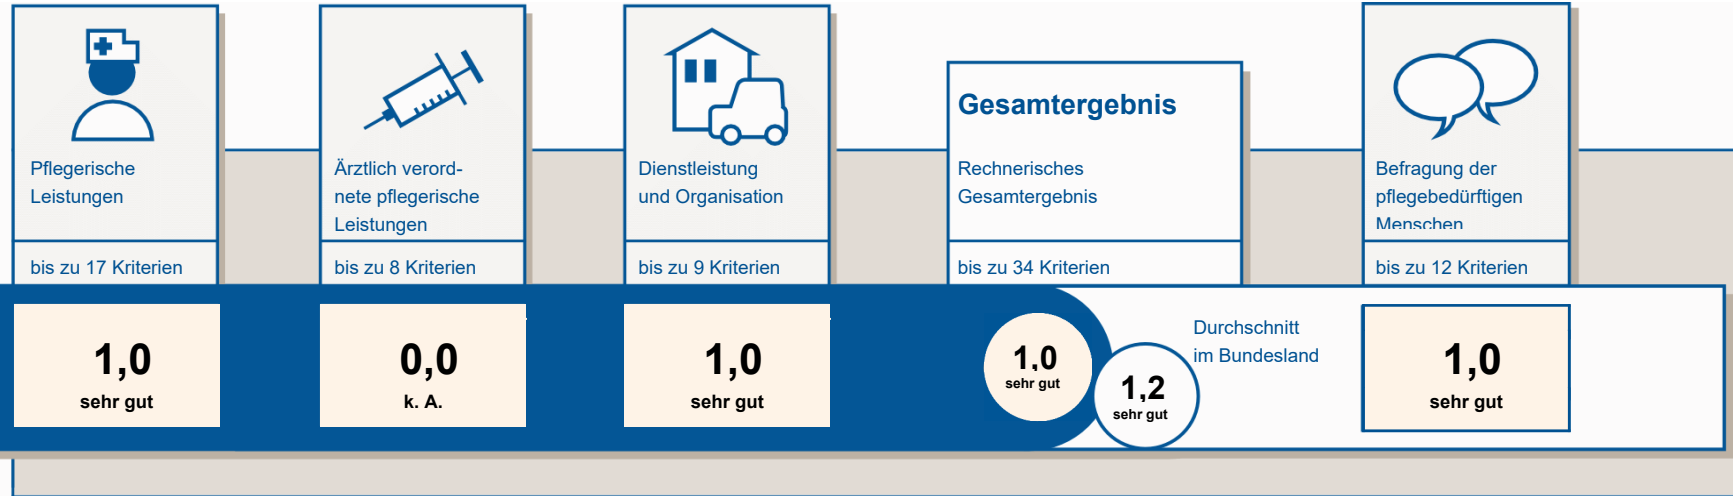 Pflegerische
Leistungen
bis zu 17 Kriterien
1,0
sehr gut
Ärztlich verord-
nete pflegerische
Leistungen
bis zu 8 Kriterien
0,0
k. A.
Dienstleistung
und Organisation
bis zu 9 Kriterien
1,0
sehr gut
Gesamtergebnis
Rechnerisches
Gesamtergebnis
bis zu 34 Kriterien
1,0
sehr gut
1,2
sehr gut
Durchschnitt
im Bundesland
Befragung der
pflegebedürftigen
Menschen
bis zu 12 Kriterien
1,0
sehr gut